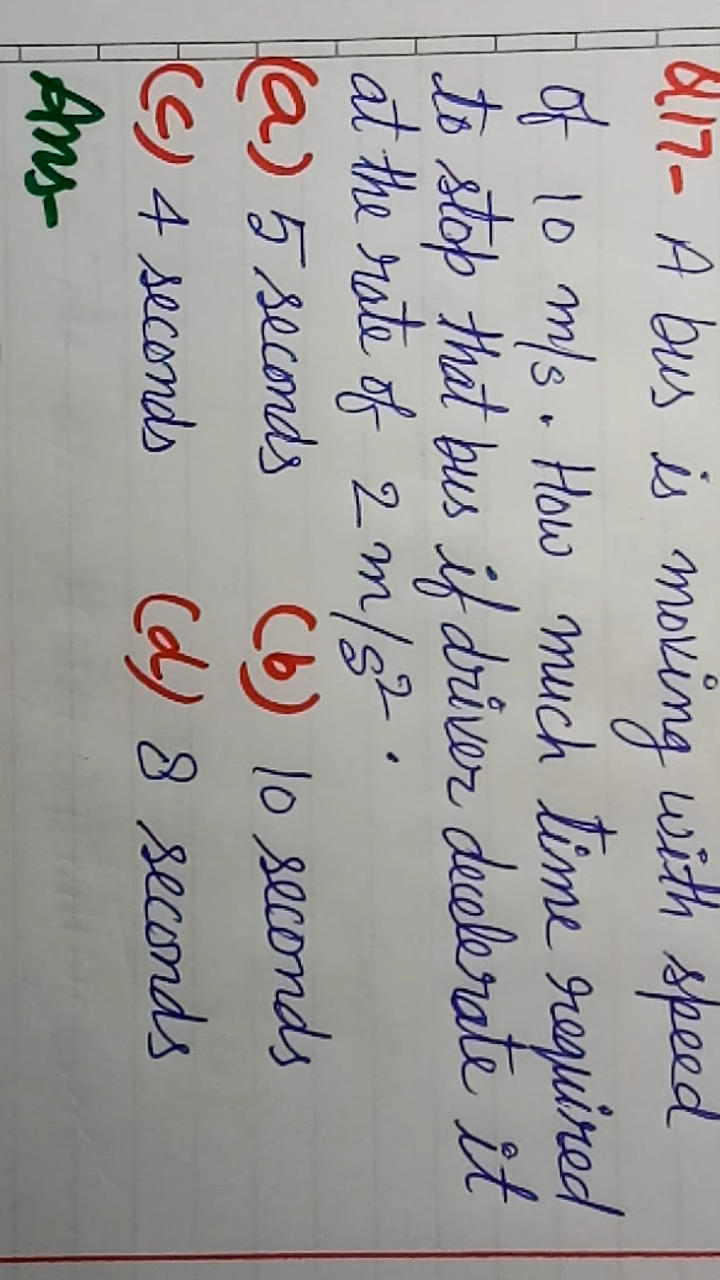 Q17- A bus is moving with speed
of 10 m/s. How much time required
to stop that bus if driver decelerate it
at the rate of 2 m/s².
(a) 5 seconds (b) 10 seconds
(c) 4 seconds (d) 8 seconds
Ans-